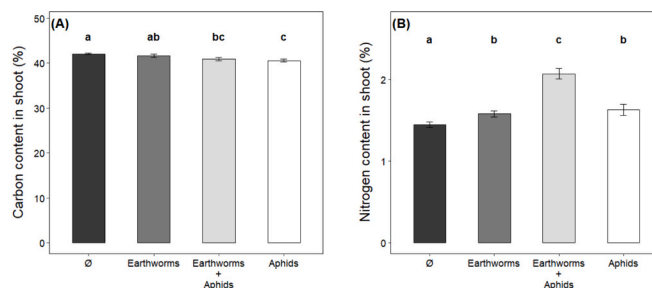 (A)
a ab bc c
50
40
30
20
10
0
Carbon content in shoot (%)
Ø Earthworms Earthworms + Aphids Aphids
(B)
a b c b
2
1
0
Nitrogen content in shoot (%)
Ø Earthworms Earthworms + Aphids Aphids